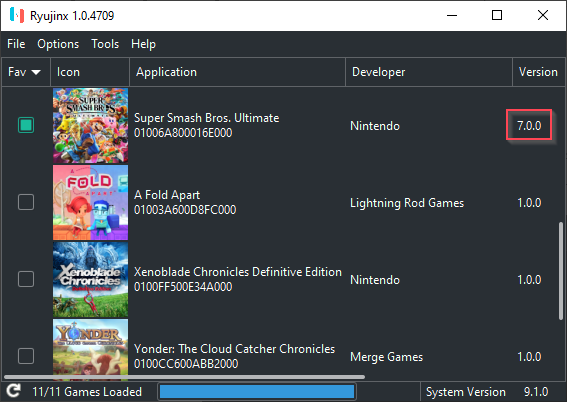 Ryujinx 1.0.4709
File Options Tools Help
Fav Icon Application Developer Version
SUPER
SMASH BROS.
ULTIMATE
Super Smash Bros. Ultimate
01006A800016E000
Nintendo
7.0.0
A
FOLD
APART
A Fold Apart
01003A600D8FC000
Lightning Rod Games
1.0.0
Xenoblade
Chronicles
Xenoblade Chronicles Definitive Edition
0100FF500E34A000
Nintendo
1.0.0
YONDER
Yonder: The Cloud Catcher Chronicles
0100CC600ABB2000
Merge Games
1.0.0
11/11 Games Loaded
System Version 9.1.0